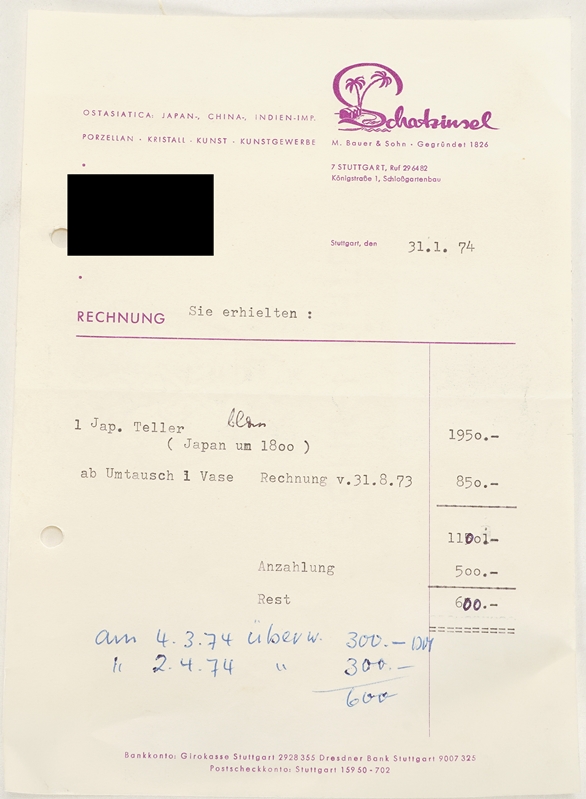 Schatzinsel
OSTASIATICA: JAPAN-, CHINA-, INDIEN-IMP.
PORZELLAN · KRISTALL · KUNST · KUNSTGEWERBE
M. Bauer & Sohn · Gegründet 1826
7 STUTTGART, Ruf 296482
Königstraße 1, Schloßgartenbau
Stuttgart, den 31.1. 74
RECHNUNG Sie erhielten :
1 Jap. Teller blau 1950.-
( Japan um 1800 )
ab Umtausch 1 Vase Rechnung v.31.8.73 850.-
1100.-
Anzahlung 500.-
Rest 600.-
am 4.3.74 überw. 300.- DM
" 2.4.74 " 300.-
600
Bankkonto: Girokasse Stuttgart 2928355 Dresdner Bank Stuttgart 9007325
Postscheckkonto: Stuttgart 15950-702